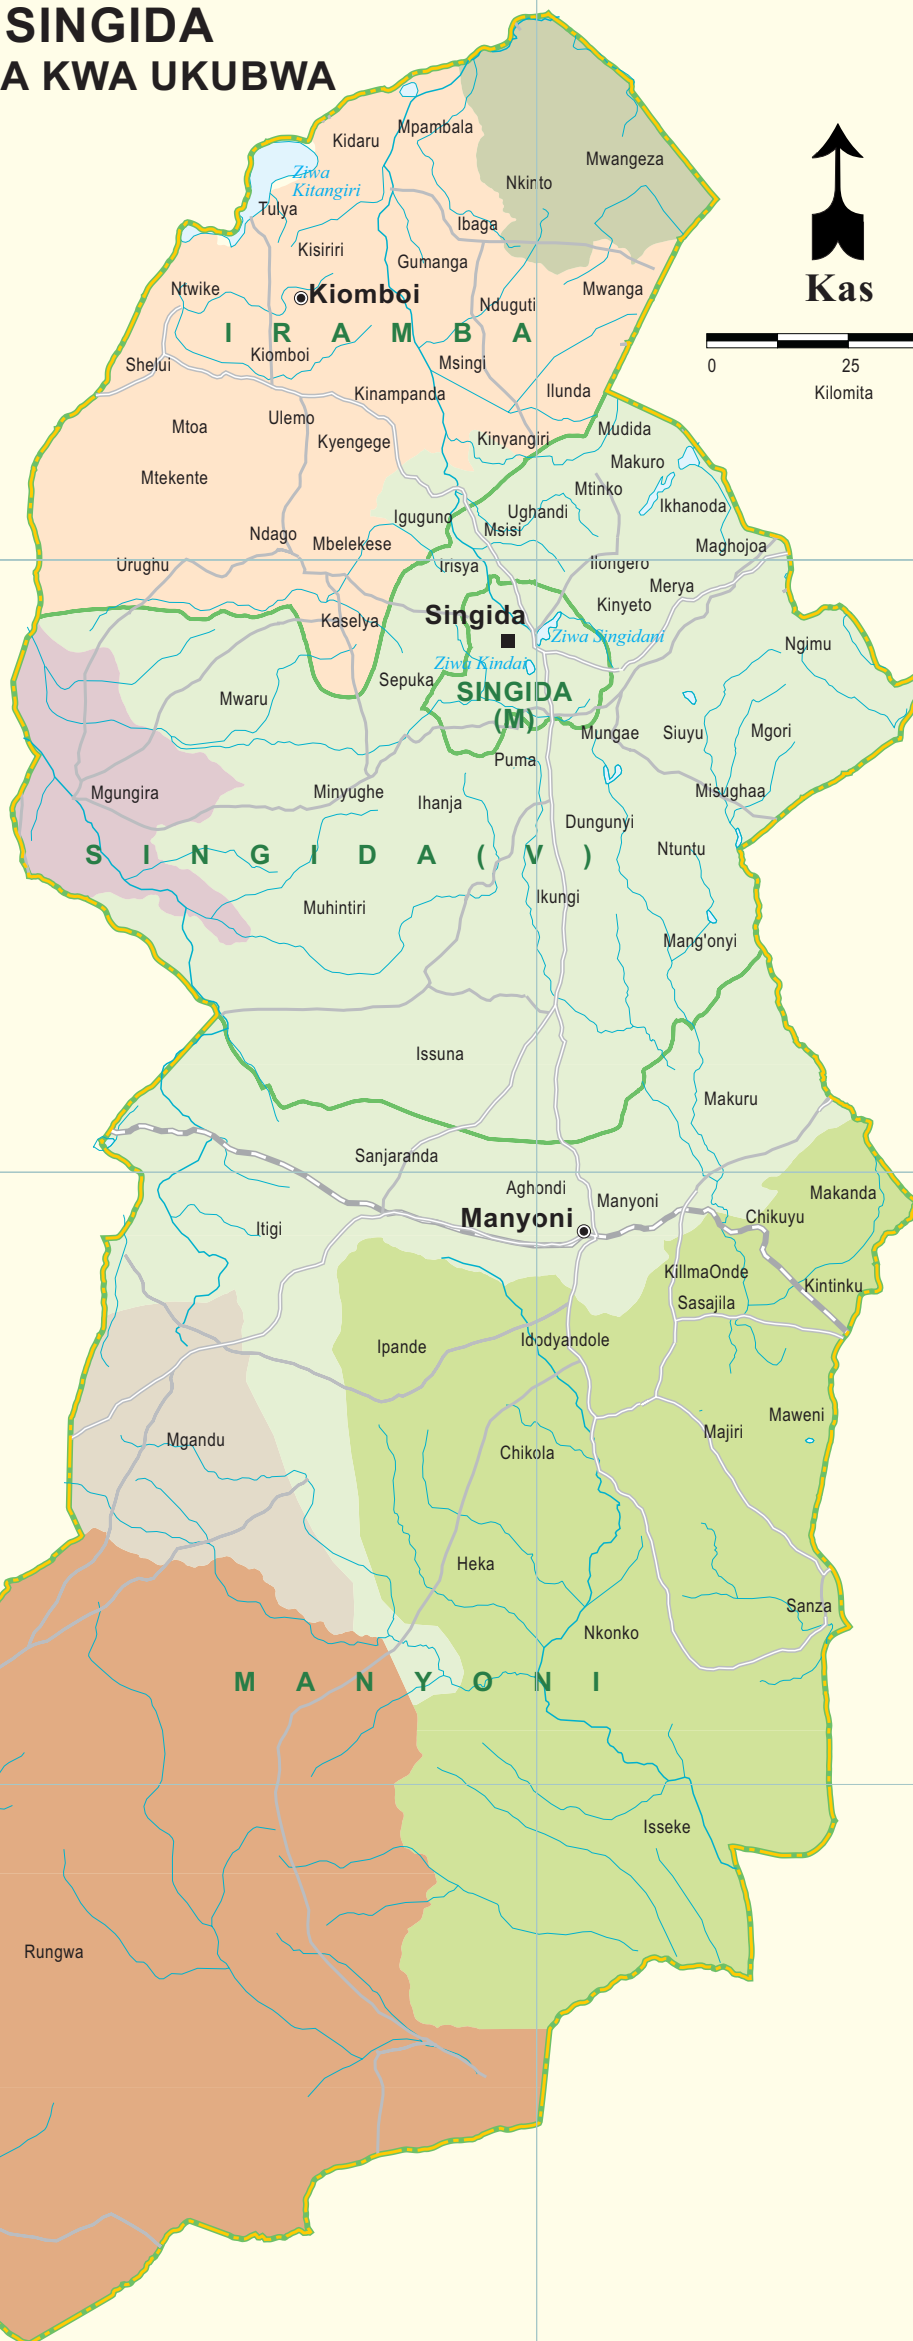 SINGIDA
A KWA UKUBWA
Kidaru
Mpambala
Mwangeza
Nkinto
Ziwa
Kitangiri
Tulya
Ibaga
Kisiriri
Gumanga
Ntwike
Kiomboi
Nduguti
Mwanga
Kas
I R A M B A
Shelui
Kiomboi
Msingi
0
25
Kilomita
Kinampanda
Ilunda
Mtoa
Ulemo
Kyengege
Kinyangiri
Mudida
Makuro
Mtekente
Mtinko
Ikhanoda
Iguguno
Ughandi
Msisi
Ndago
Mbelekese
Maghojoa
Urughu
Irisya
Ilongero
Merya
Kinyeto
Singida
Kaselya
Ziwa Singidani
Ngimu
Ziwa Kindai
Sepuka
SINGIDA
(M)
Mwaru
Mungae
Siuyu
Mgori
Puma
Mgungira
Minyughe
Ihanja
Misughaa
Dungunyi
S I N G I D A ( V )
Ntuntu
Ikungi
Muhintiri
Mang'onyi
Issuna
Makuru
Sanjaranda
Aghondi
Manyoni
Makanda
Manyoni
Chikuyu
Itigi
KillmaOnde
Kintinku
Sasajila
Ipande
Idodyandole
Maweni
Majiri
Mgandu
Chikola
Heka
Sanza
Nkonko
M A N Y O N I
Isseke
Rungwa